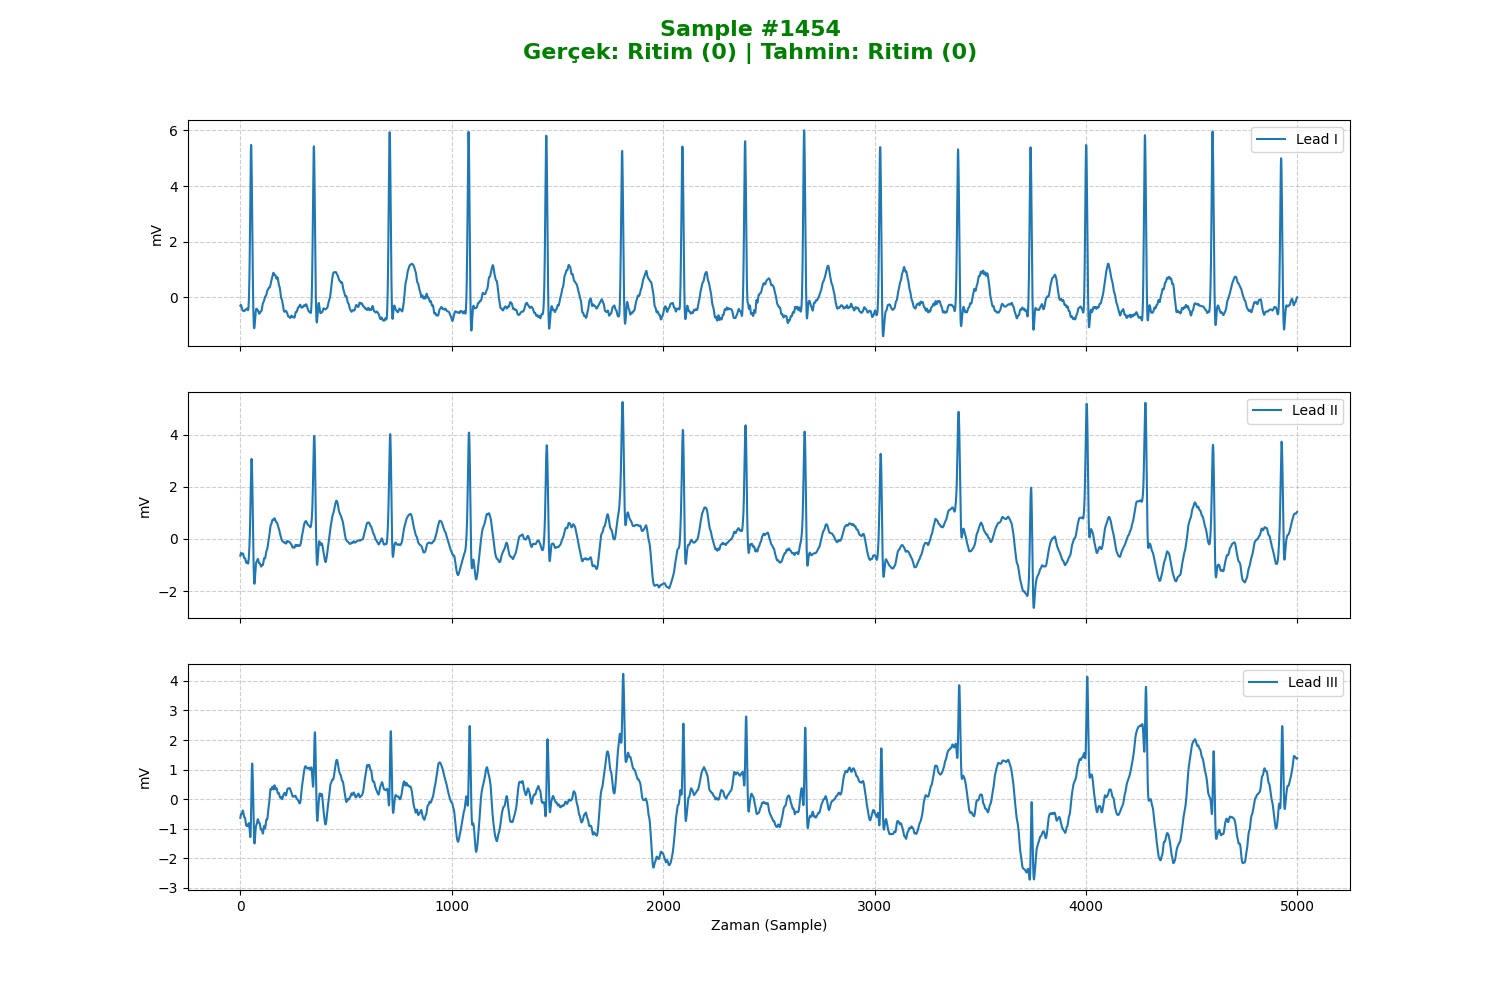 Sample #1454
Gerçek: Ritim (0) | Tahmin: Ritim (0)
6
4
2
0
mV
Lead I
4
2
0
−2
mV
Lead II
4
3
2
1
0
−1
−2
−3
mV
Lead III
0 1000 2000 3000 4000 5000
Zaman (Sample)